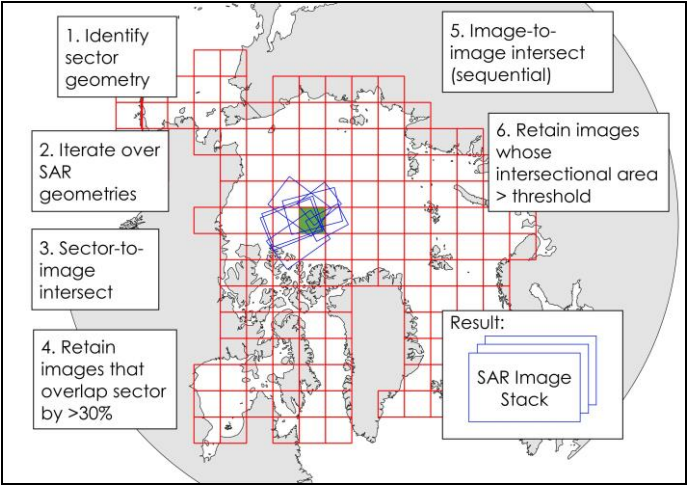 1. Identify
sector
geometry
2. Iterate over
SAR
geometries
3. Sector-to-
image
intersect
4. Retain
images that
overlap sector
by >30%
5. Image-to-
image intersect
(sequential)
6. Retain images
whose
intersectional area
> threshold
Result:
SAR Image
Stack